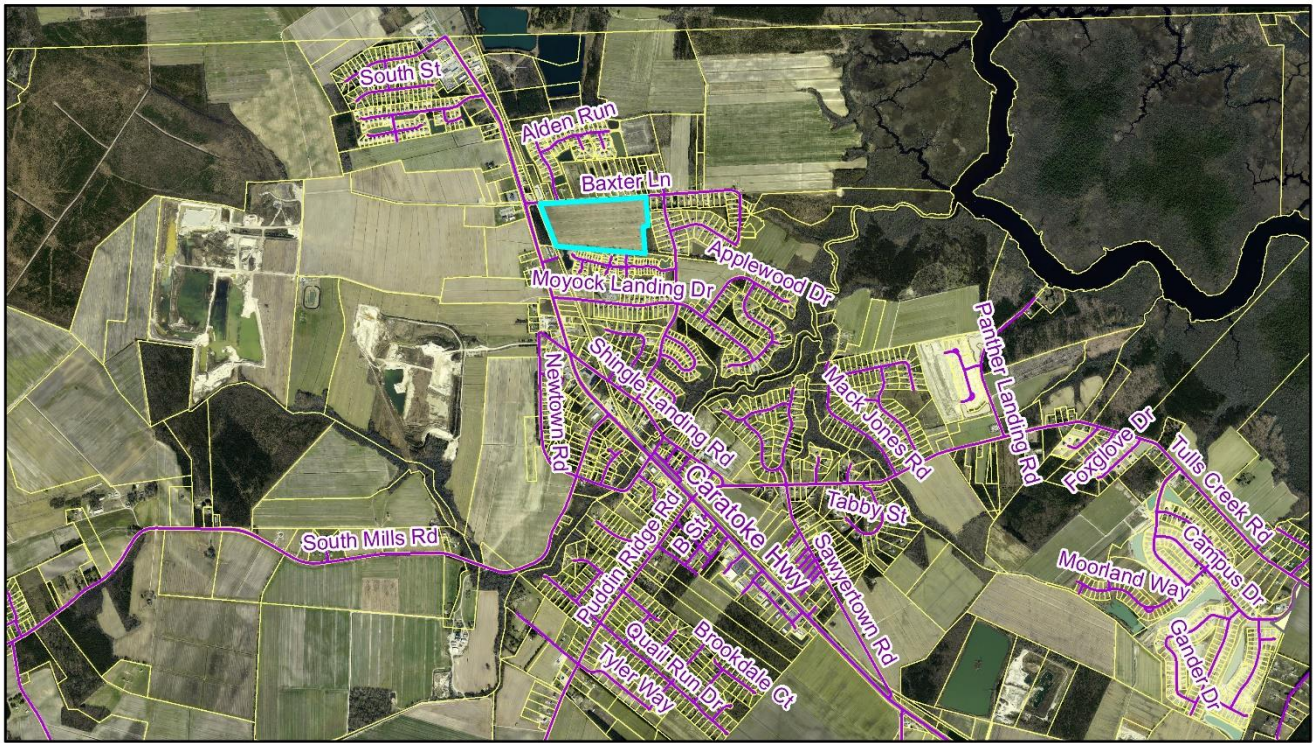 South St
Alden Run
Baxter Ln
Applewood Dr
Moyock Landing Dr
Panther Landing Rd
Shingle Landing Rd
Newtown Rd
Mack Jones Rd
Foxglove Dr
Tulls Creek Rd
Caratoke Hwy
Tabby St
South Mills Rd
Puddin Ridge Rd
B St
Sawyertown Rd
Campus Dr
Moorland Way
Gander Dr
Quail Run Dr
Brookdale Ct
Tyler Way